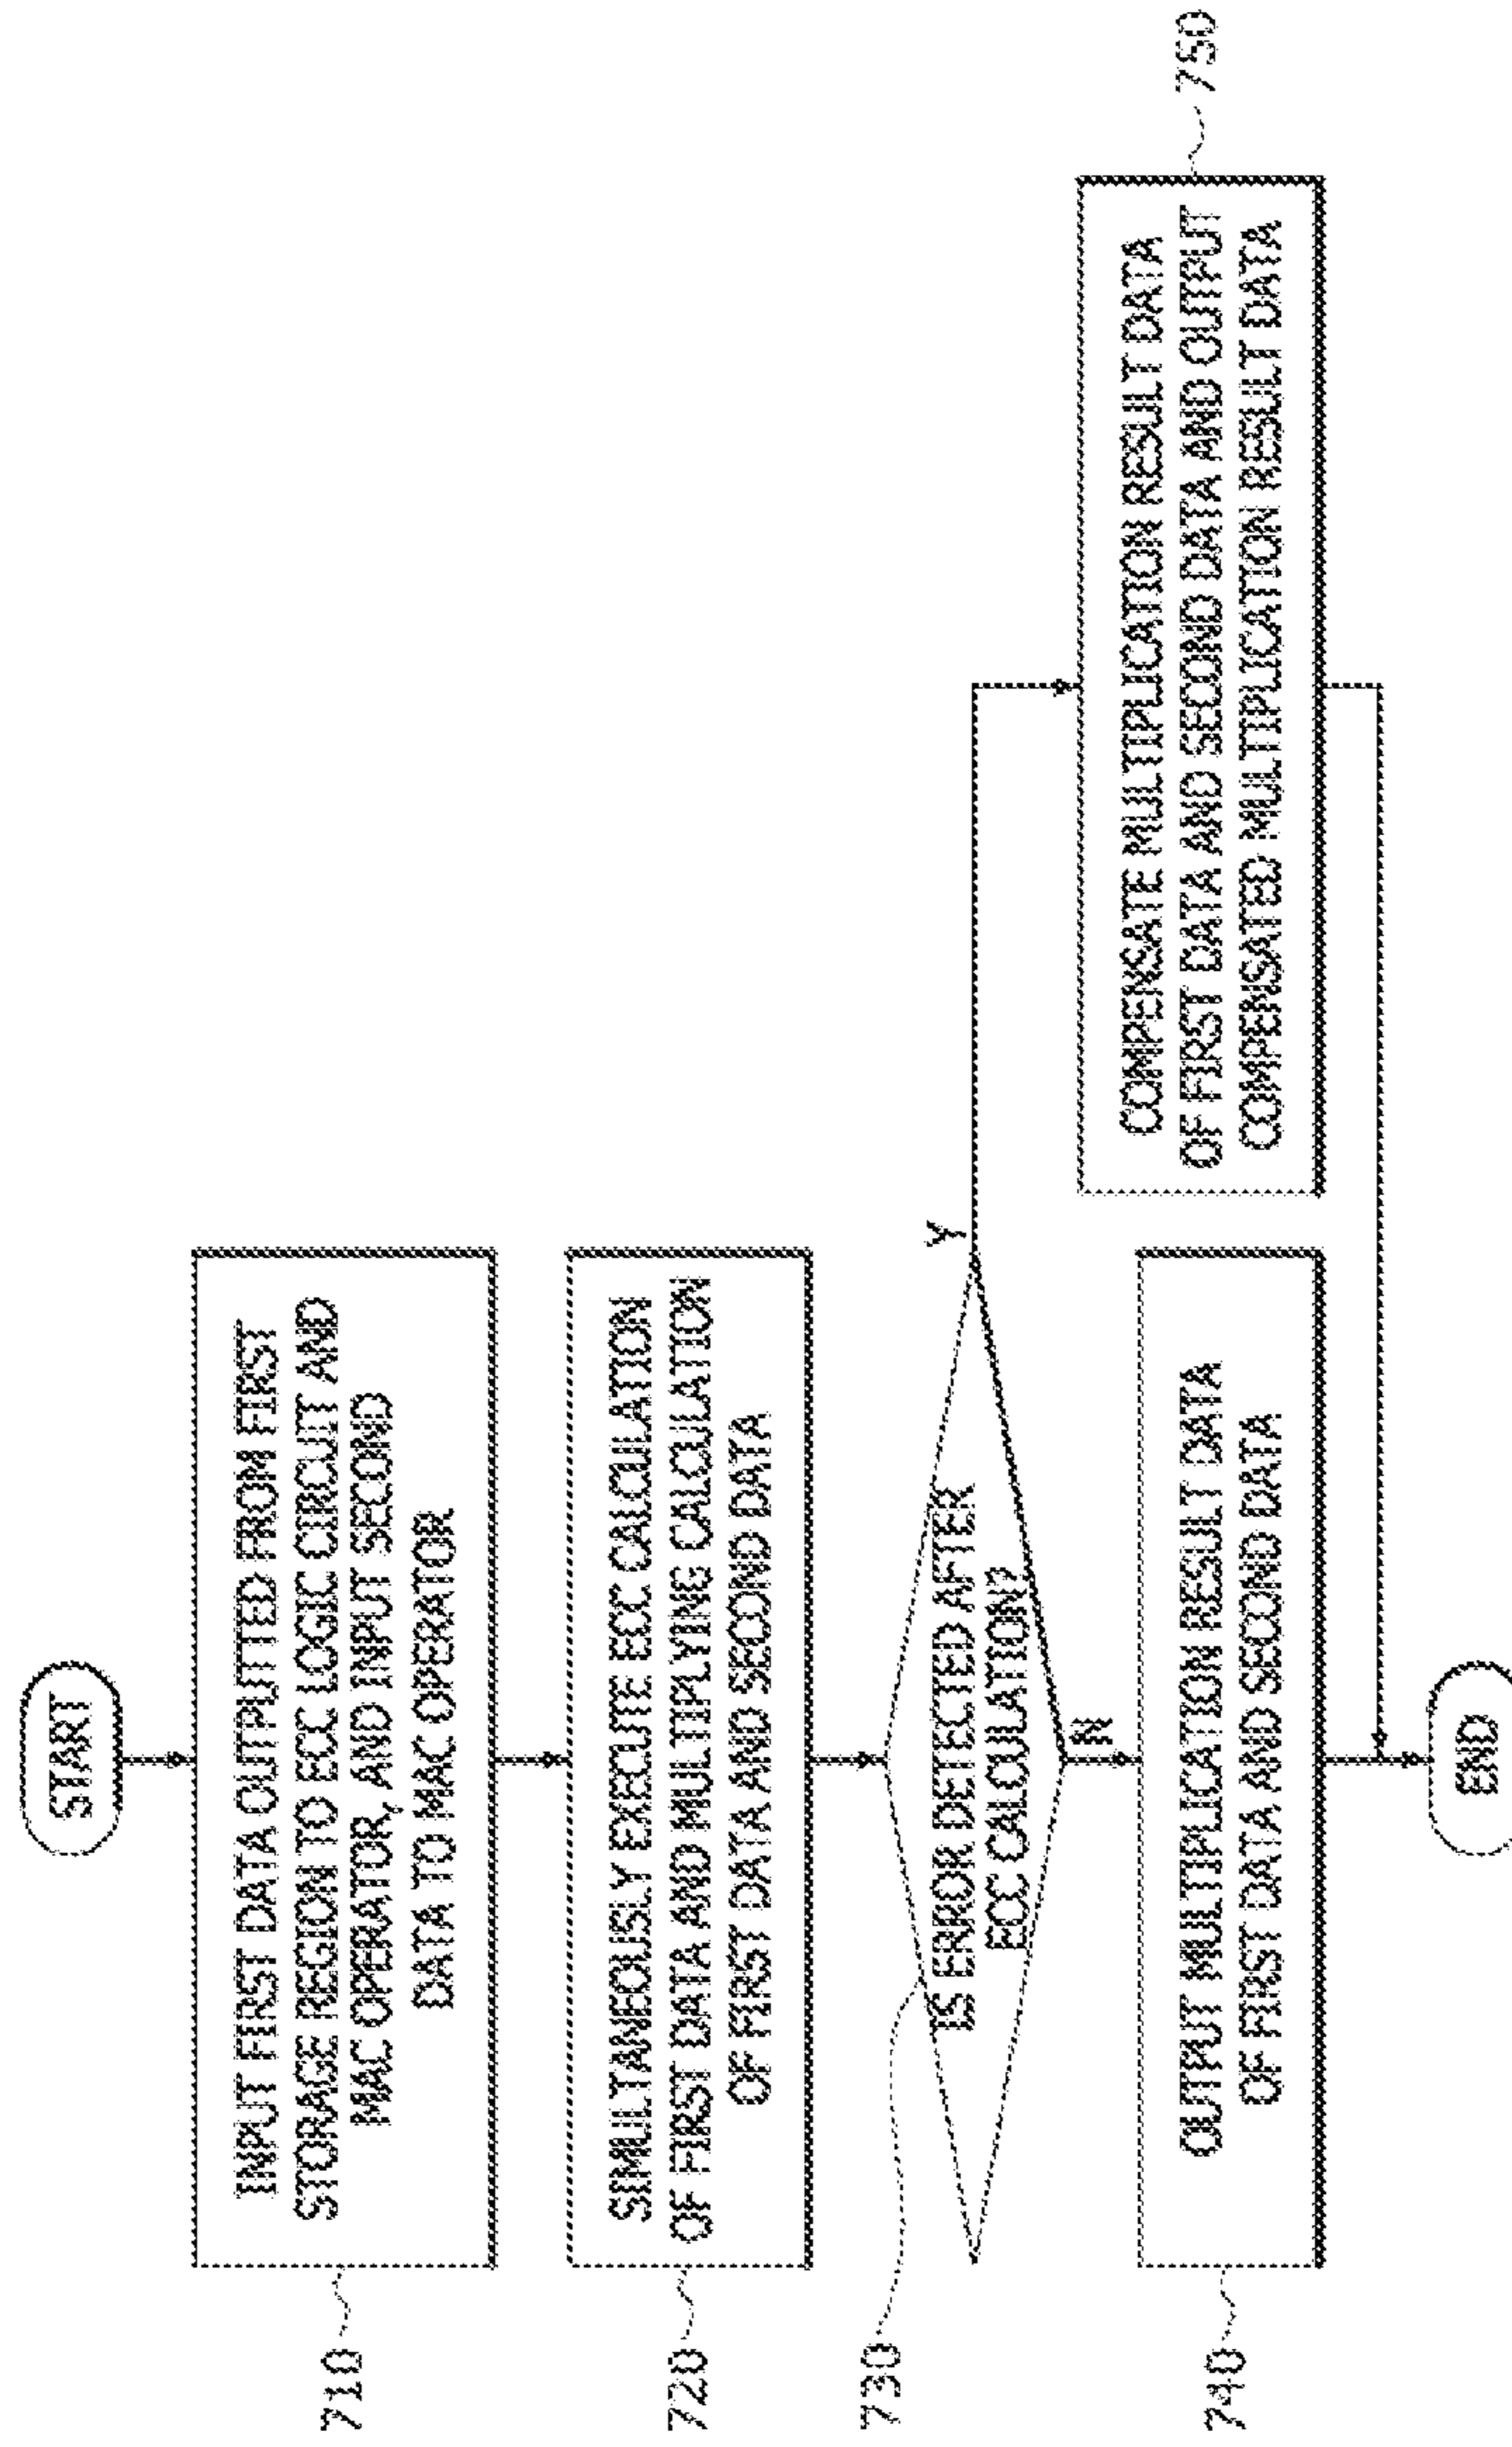 START
710
INPUT FIRST DATA OUTPUTTED FROM FIRST
STORAGE REGION TO ECC LOGIC CIRCUIT AND
MAC OPERATOR, AND INPUT SECOND
DATA TO MAC OPERATOR
720
SIMULTANEOUSLY EXECUTE ECC CALCULATION
OF FIRST DATA AND MULTIPLYING CALCULATION
OF FIRST DATA AND SECOND DATA
730
IS ERROR DETECTED AFTER
ECC CALCULATION?
Y
N
740
OUTPUT MULTIPLICATION RESULT DATA
OF FIRST DATA AND SECOND DATA
750
COMPENSATE MULTIPLICATION RESULT DATA
OF FIRST DATA AND SECOND DATA AND OUTPUT
COMPENSATED MULTIPLICATION RESULT DATA
END